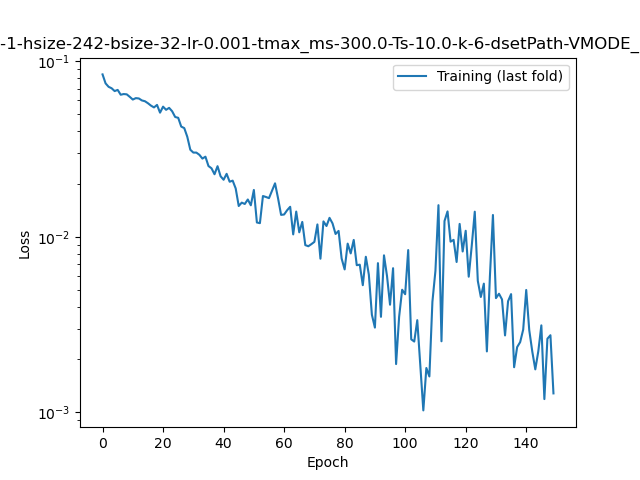 -1-hsize-242-bsize-32-lr-0.001-tmax_ms-300.0-Ts-10.0-k-6-dsetPath-VMODE_
Training (last fold)
Loss
10⁻¹
10⁻²
10⁻³
0 20 40 60 80 100 120 140
Epoch